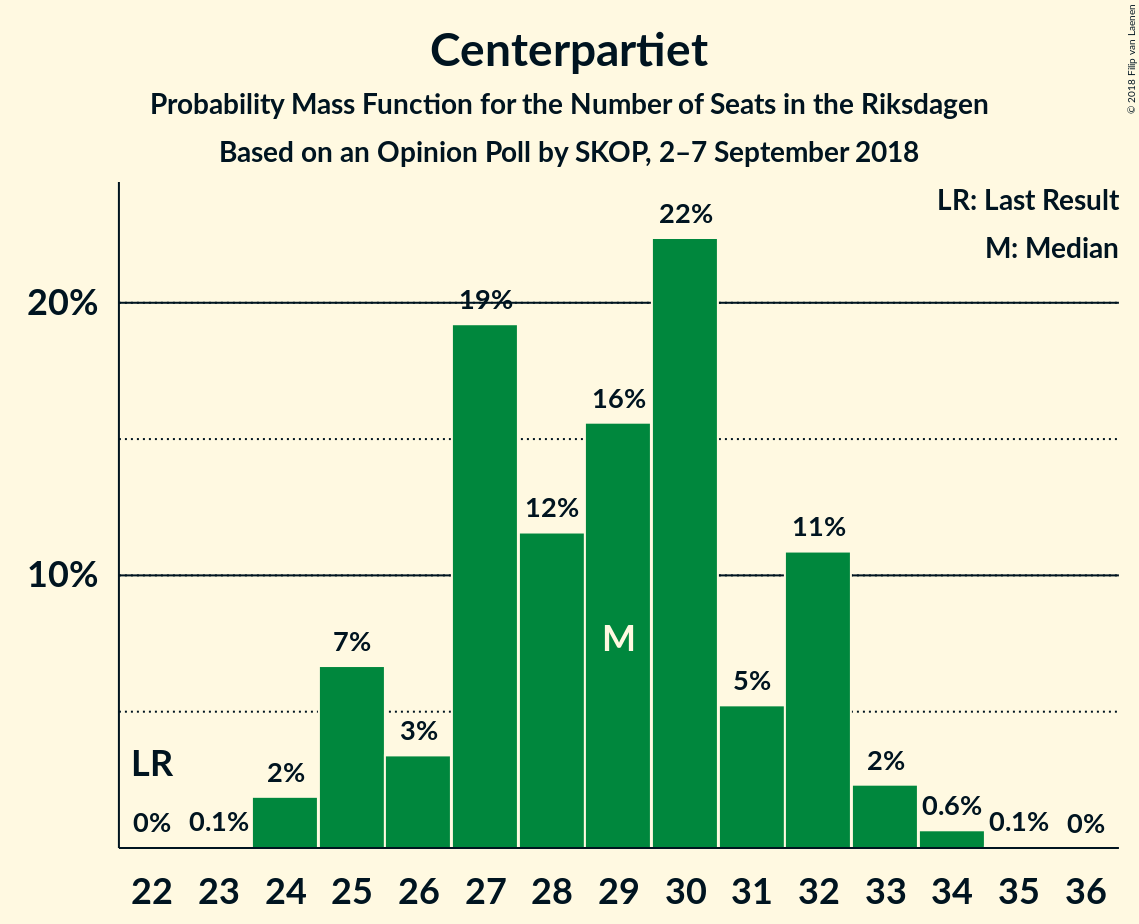 Centerpartiet
Probability Mass Function for the Number of Seats in the Riksdagen
Based on an Opinion Poll by SKOP, 2–7 September 2018
© 2018 Filip van Laenen
LR: Last Result
M: Median
22%
20%
19%
16%
12%
11%
10%
7%
M
5%
3%
LR
2%
2%
0.6%
0%
0.1%
0.1%
0%
22 23 24 25 26 27 28 29 30 31 32 33 34 35 36